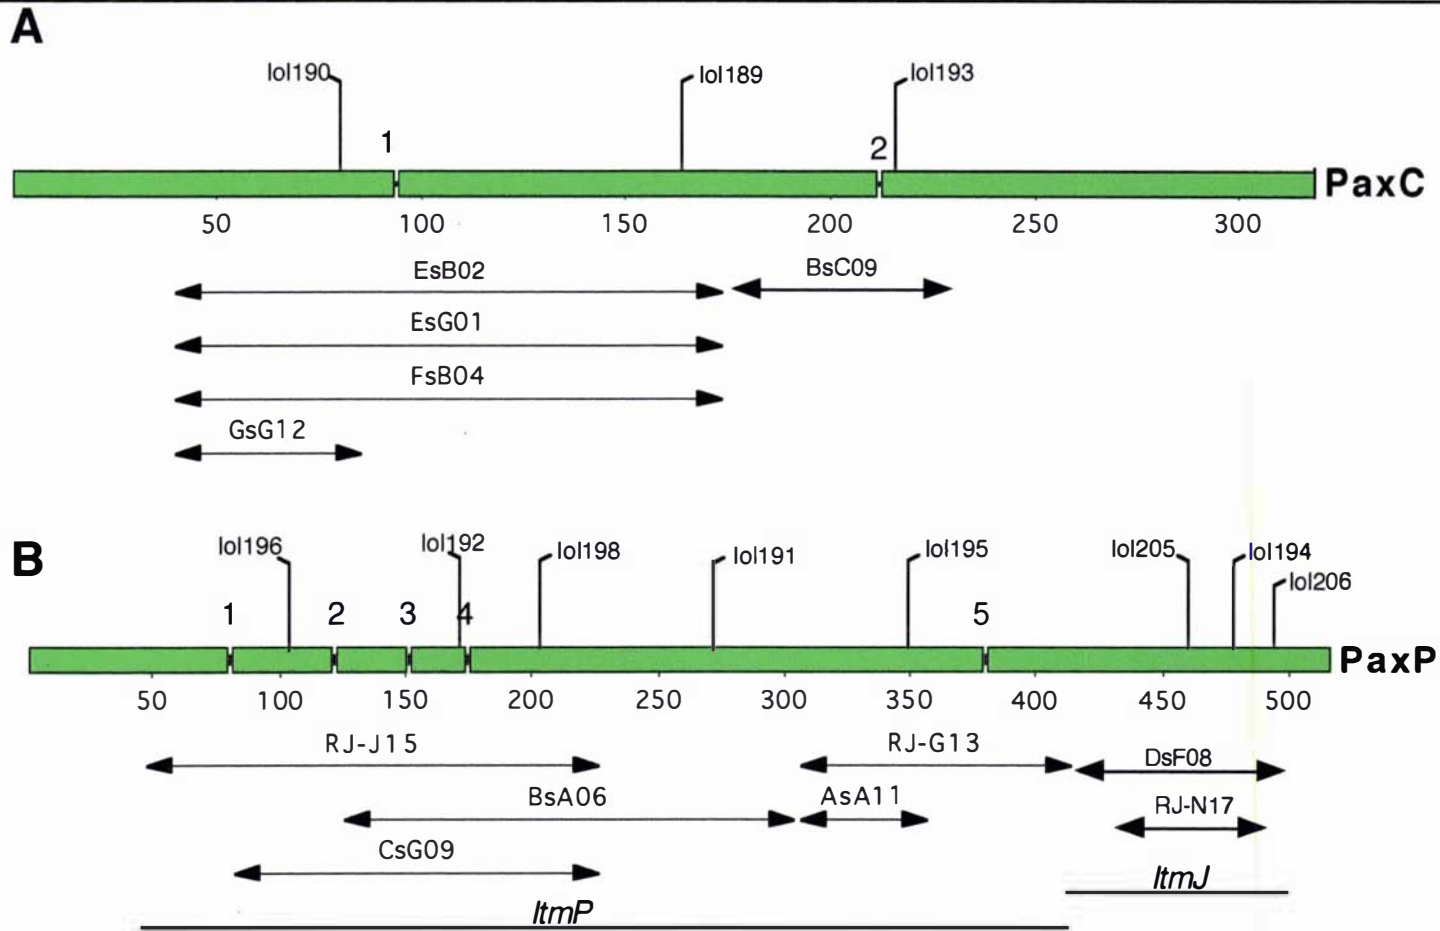 A
lol190 lol189 lol193
1 2
PaxC
50 100 150 200 250 300
EsB02 BsC09
EsG01
FsB04
GsG12
B
lol196 lol192 lol198 lol191 lol195 lol205 lol194
lol206
1 2 3 4 5
PaxP
50 100 150 200 250 300 350 400 450 500
RJ-J15 RJ-G13 DsF08
BsA06 AsA11 RJ-N17
CsG09
ltmJ
ltmP